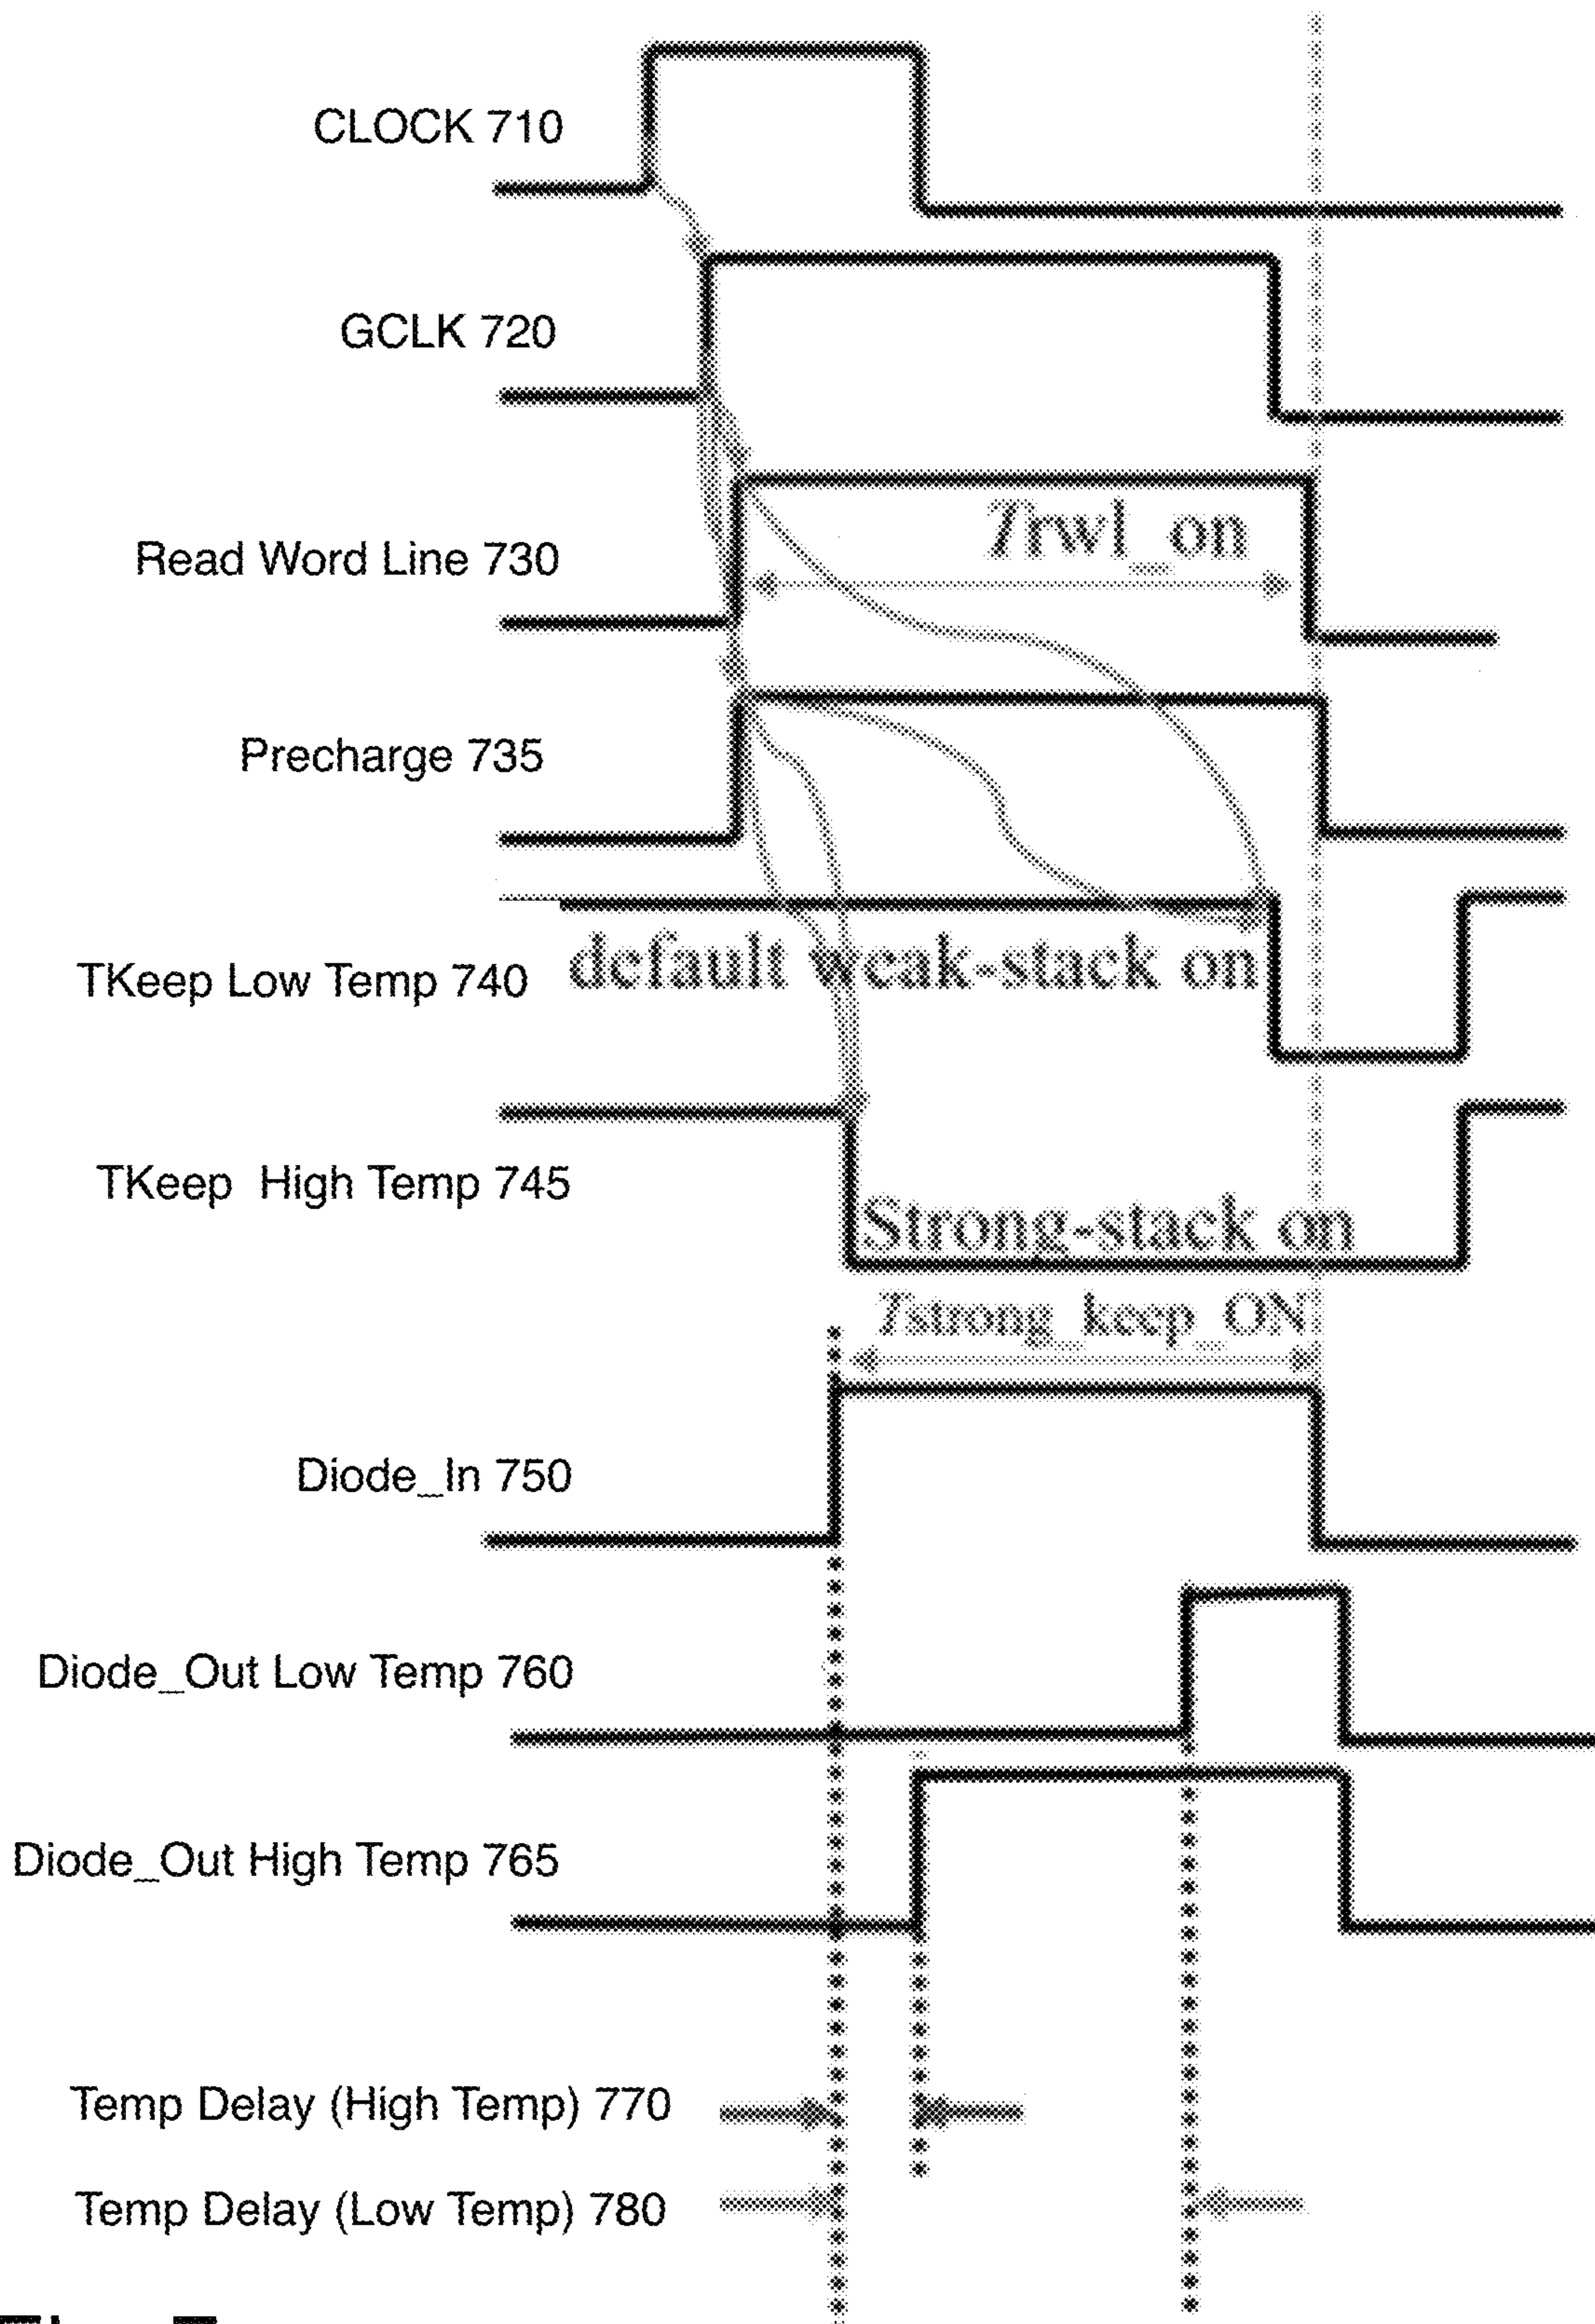 CLOCK 710
GCLK 720
Trwl_on
Read Word Line 730
Precharge 735
default weak-stack on
TKeep Low Temp 740
TKeep High Temp 745
Strong-stack on
Tstrong_keep_ON
Diode_In 750
Diode_Out Low Temp 760
Diode_Out High Temp 765
Temp Delay (High Temp) 770
Temp Delay (Low Temp) 780